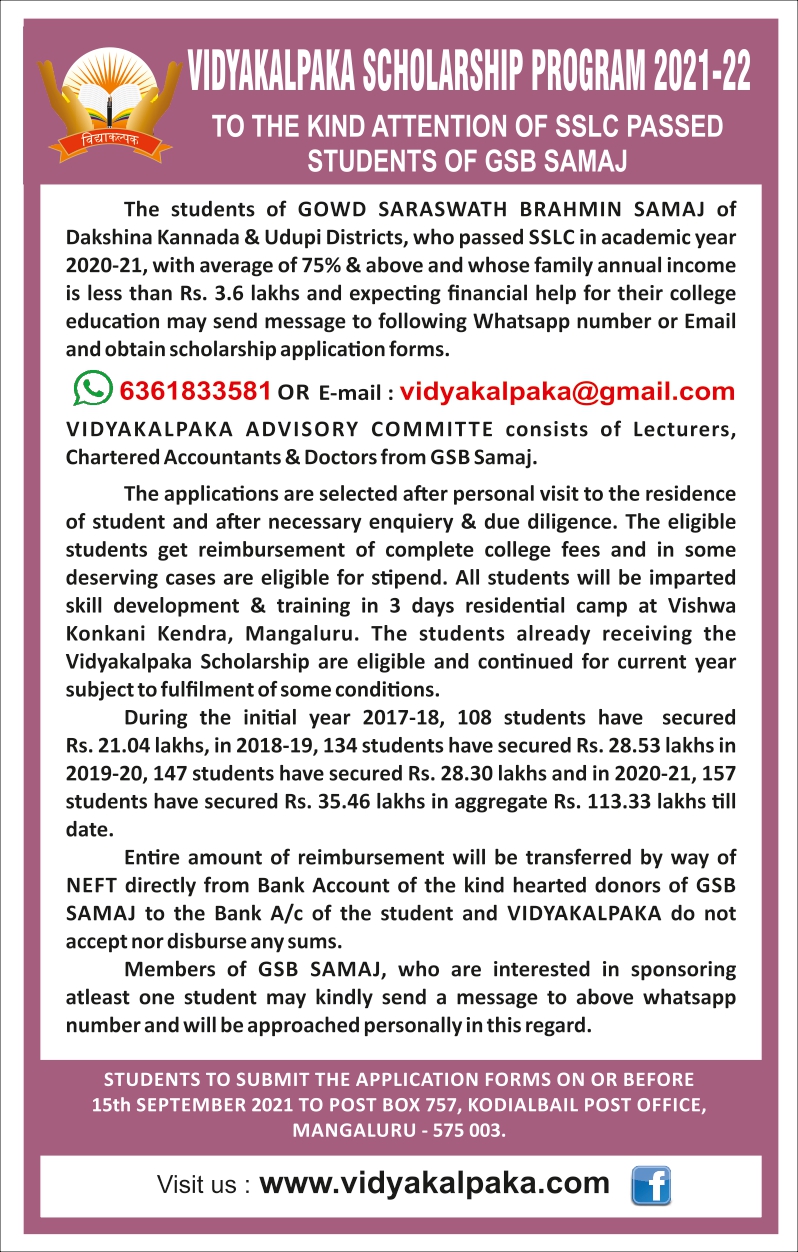 VIDYAKALPAKA SCHOLARSHIP PROGRAM 2021-22
TO THE KIND ATTENTION OF SSLC PASSED
STUDENTS OF GSB SAMAJ
विद्याकल्पक
The students of GOWD SARASWATH BRAHMIN SAMAJ of
Dakshina Kannada & Udupi Districts, who passed SSLC in academic year
2020-21, with average of 75% & above and whose family annual income
is less than Rs. 3.6 lakhs and expecting financial help for their college
education may send message to following Whatsapp number or Email
and obtain scholarship application forms.
6361833581 OR E-mail : vidyakalpaka@gmail.com
VIDYAKALPAKA ADVISORY COMMITTE consists of Lecturers,
Chartered Accountants & Doctors from GSB Samaj.
The applications are selected after personal visit to the residence
of student and after necessary enquiery & due diligence. The eligible
students get reimbursement of complete college fees and in some
deserving cases are eligible for stipend. All students will be imparted
skill development & training in 3 days residential camp at Vishwa
Konkani Kendra, Mangaluru. The students already receiving the
Vidyakalpaka Scholarship are eligible and continued for current year
subject to fulfilment of some conditions.
During the initial year 2017-18, 108 students have secured
Rs. 21.04 lakhs, in 2018-19, 134 students have secured Rs. 28.53 lakhs in
2019-20, 147 students have secured Rs. 28.30 lakhs and in 2020-21, 157
students have secured Rs. 35.46 lakhs in aggregate Rs. 113.33 lakhs till
date.
Entire amount of reimbursement will be transferred by way of
NEFT directly from Bank Account of the kind hearted donors of GSB
SAMAJ to the Bank A/c of the student and VIDYAKALPAKA do not
accept nor disburse any sums.
Members of GSB SAMAJ, who are interested in sponsoring
atleast one student may kindly send a message to above whatsapp
number and will be approached personally in this regard.
STUDENTS TO SUBMIT THE APPLICATION FORMS ON OR BEFORE
15th SEPTEMBER 2021 TO POST BOX 757, KODIALBAIL POST OFFICE,
MANGALURU - 575 003.
Visit us : www.vidyakalpaka.com f